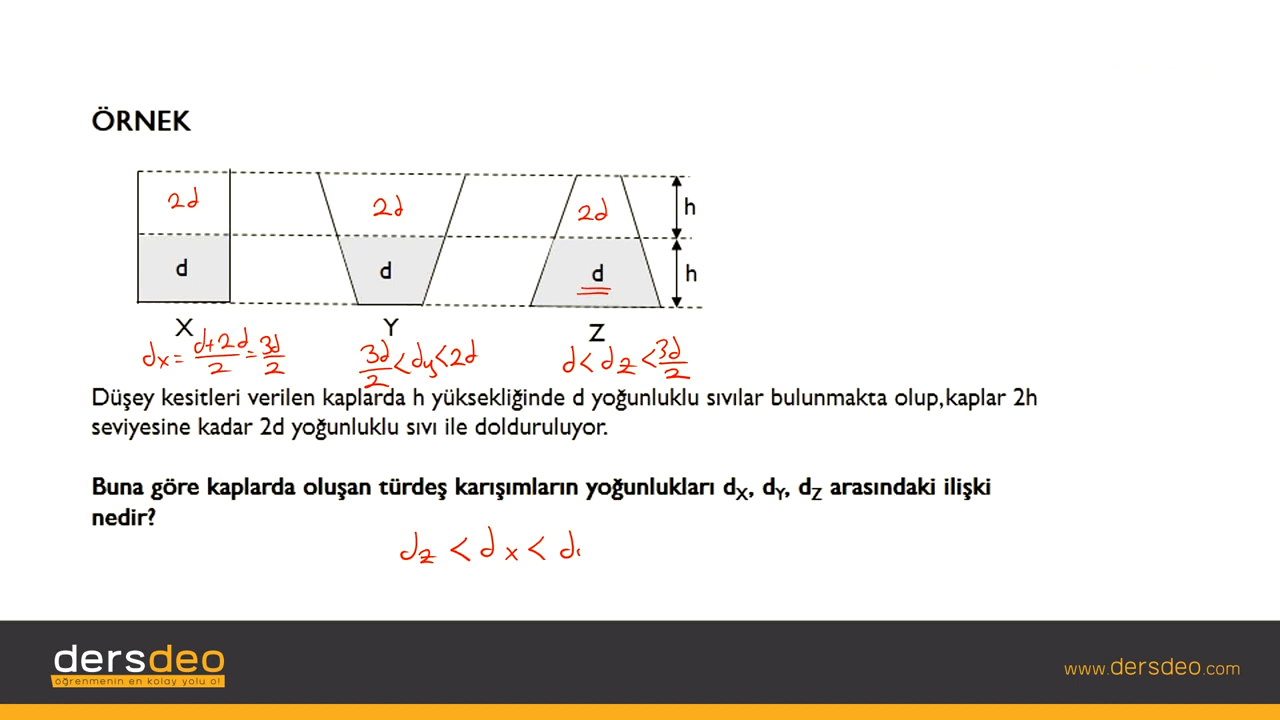 ÖRNEK
2d 2d 2d h
d d d h
X Y Z
dx = d+2d/2 = 3d/2 3d/2 < dy < 2d d < dz < 3d/2
Düşey kesitleri verilen kaplarda h yüksekliğinde d yoğunluklu sıvılar bulunmakta olup,kaplar 2h
seviyesine kadar 2d yoğunluklu sıvı ile dolduruluyor.
Buna göre kaplarda oluşan türdeş karışımların yoğunlukları dX, dY, dZ arasındaki ilişki
nedir?
dz < dx < d
dersdeo
öğrenmenin en kolay yolu o!
www.dersdeo.com